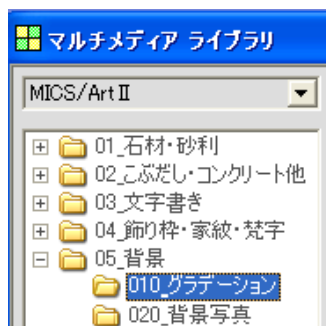 マルチメディア ライブラリ
MICS/ArtⅡ
01_石材・砂利
02_こぶだし・コンクリート他
03_文字書き
04_飾り枠・家紋・梵字
05_背景
010_グラデーション
020_背景写真